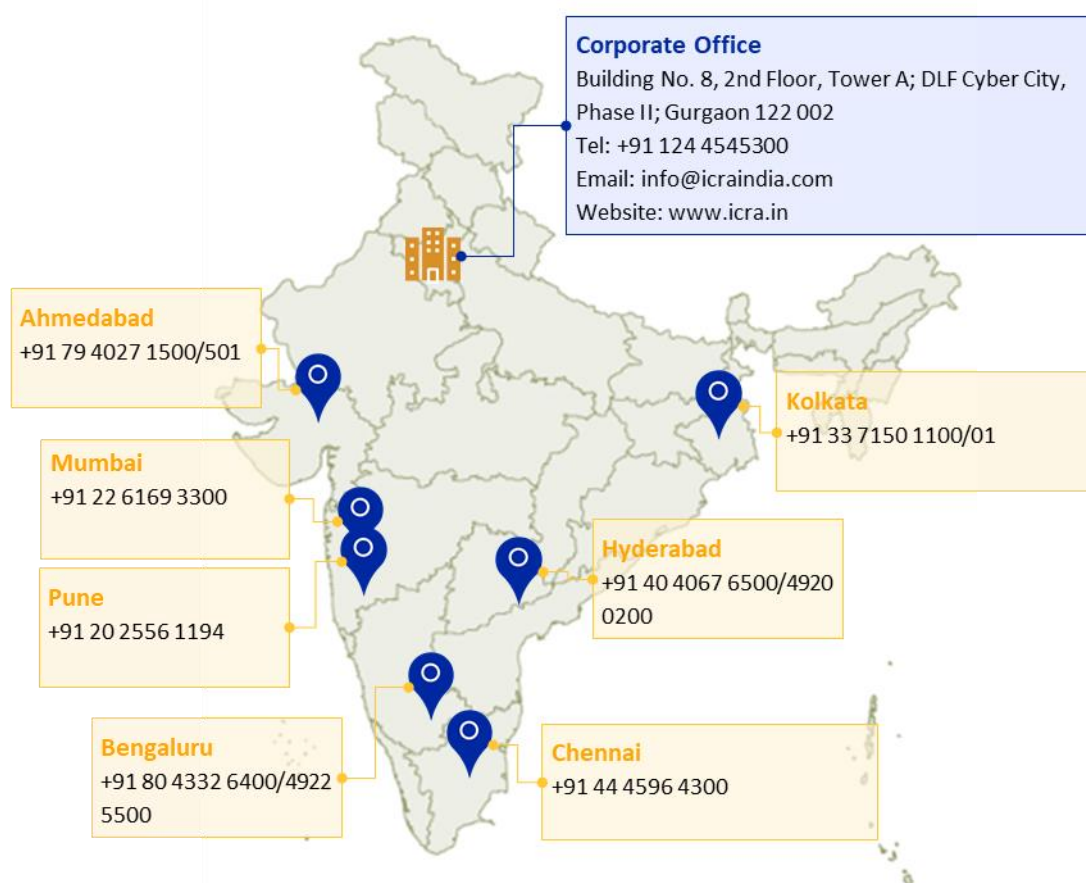 Corporate Office
Building No. 8, 2nd Floor, Tower A; DLF Cyber City,
Phase II; Gurgaon 122 002
Tel: +91 124 4545300
Email: info@icraindia.com
Website: www.icra.in
Ahmedabad
+91 79 4027 1500/501
Kolkata
+91 33 7150 1100/01
Mumbai
+91 22 6169 3300
Hyderabad
+91 40 4067 6500/4920
0200
Pune
+91 20 2556 1194
Bengaluru
+91 80 4332 6400/4922
5500
Chennai
+91 44 4596 4300